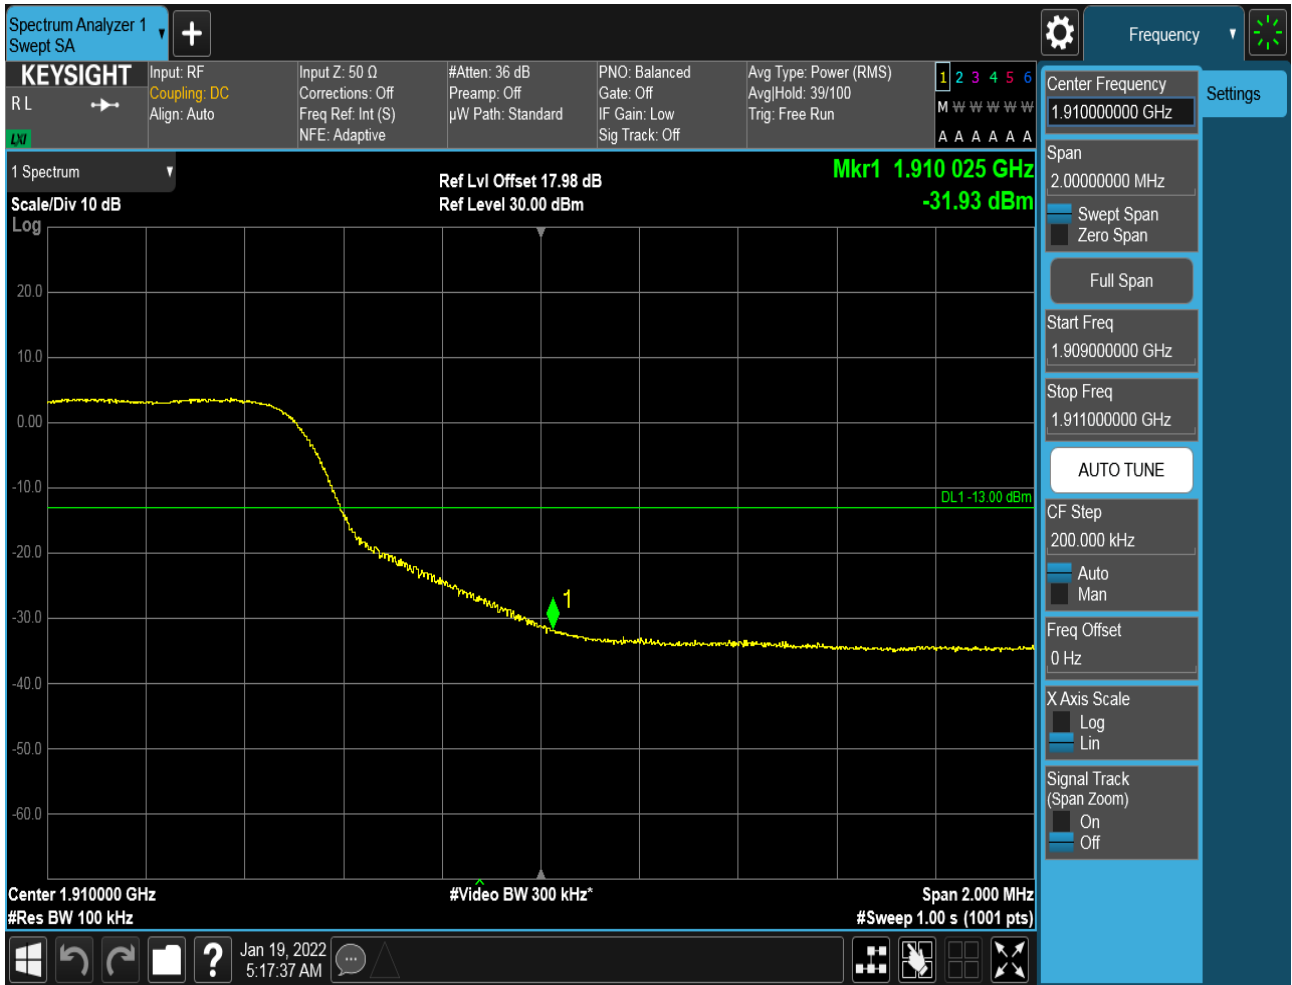 Spectrum Analyzer 1
Swept SA
Frequency
KEYSIGHT
R L
LXI
Input: RF
Coupling: DC
Align: Auto
Input Z: 50 Ω
Corrections: Off
Freq Ref: Int (S)
NFE: Adaptive
#Atten: 36 dB
Preamp: Off
µW Path: Standard
PNO: Balanced
Gate: Off
IF Gain: Low
Sig Track: Off
Avg Type: Power (RMS)
Avg|Hold: 39/100
Trig: Free Run
1 2 3 4 5 6
M W W W W W
A A A A A A
1 Spectrum
Scale/Div 10 dB
Log
Ref Lvl Offset 17.98 dB
Ref Level 30.00 dBm
Mkr1 1.910 025 GHz
-31.93 dBm
20.0
10.0
0.00
-10.0
DL1 -13.00 dBm
-20.0
1
-30.0
-40.0
-50.0
-60.0
Center 1.910000 GHz
#Res BW 100 kHz
#Video BW 300 kHz*
Span 2.000 MHz
#Sweep 1.00 s (1001 pts)
?
Jan 19, 2022
5:17:37 AM
Center Frequency
1.910000000 GHz
Settings
Span
2.00000000 MHz
Swept Span
Zero Span
Full Span
Start Freq
1.909000000 GHz
Stop Freq
1.911000000 GHz
AUTO TUNE
CF Step
200.000 kHz
Auto
Man
Freq Offset
0 Hz
X Axis Scale
Log
Lin
Signal Track
(Span Zoom)
On
Off